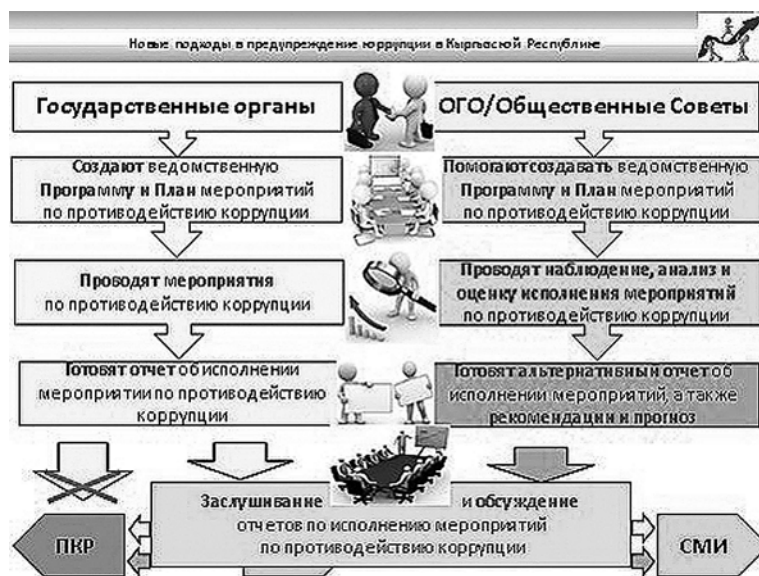 Новые подходы в предупреждение коррупции в Кыргызской Республике
Государственные органы
ОГО/Общественные Советы
Создают ведомственную
Программу и План мероприятий
по противодействию коррупции
Помогают создавать ведомственную
Программу и План мероприятий
по противодействию коррупции
Проводят мероприятия
по противодействию коррупции
Проводят наблюдение, анализ и
оценку исполнения мероприятий
по противодействию коррупции
Готовят отчет об исполнении
мероприятии по противодействию
коррупции
Готовят альтернативный отчет об
исполнении мероприятий, а также
рекомендации и прогноз
Заслушивание и обсуждение
отчетов по исполнению мероприятий
по противодействию коррупции
ПКР
СМИ